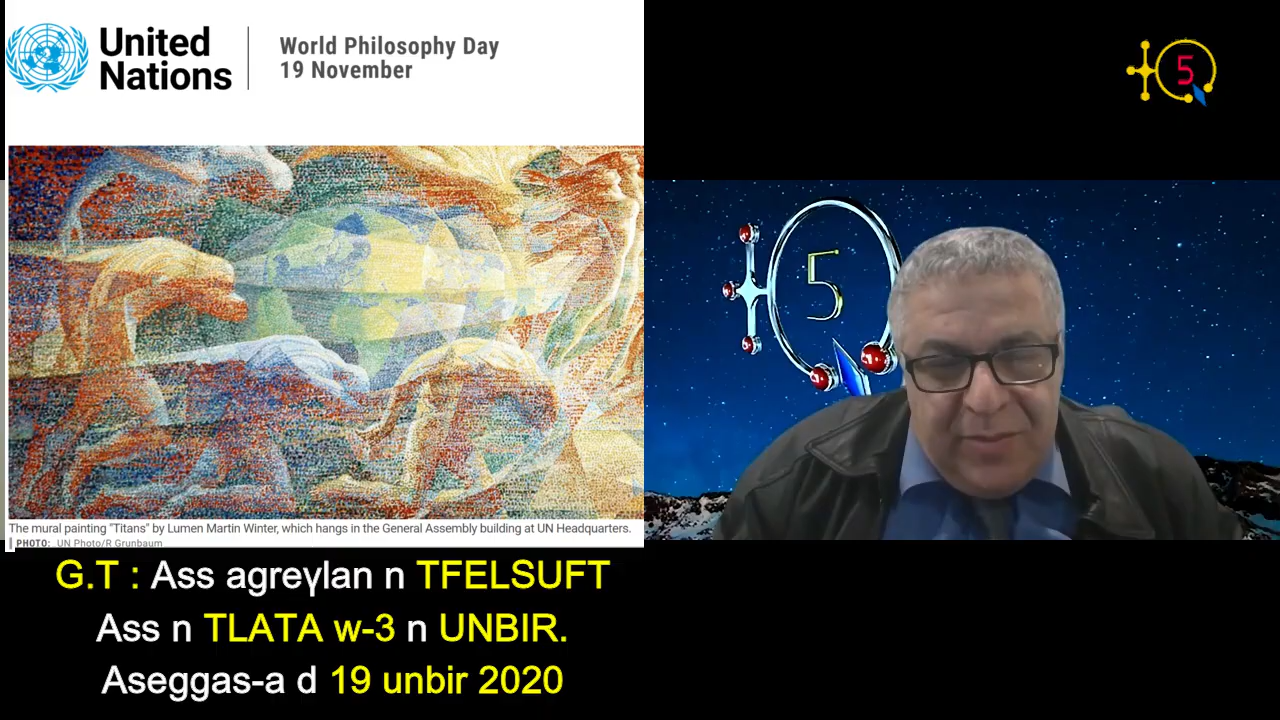 United
Nations
World Philosophy Day
19 November
5
5
The mural painting "Titans" by Lumen Martin Winter, which hangs in the General Assembly building at UN Headquarters.
PHOTO: UN Photo/R Grunbaum
G.T : Ass agreγlan n TFELSUFT
Ass n TLATA w-3 n UNBIR.
Aseggas-a d 19 unbir 2020